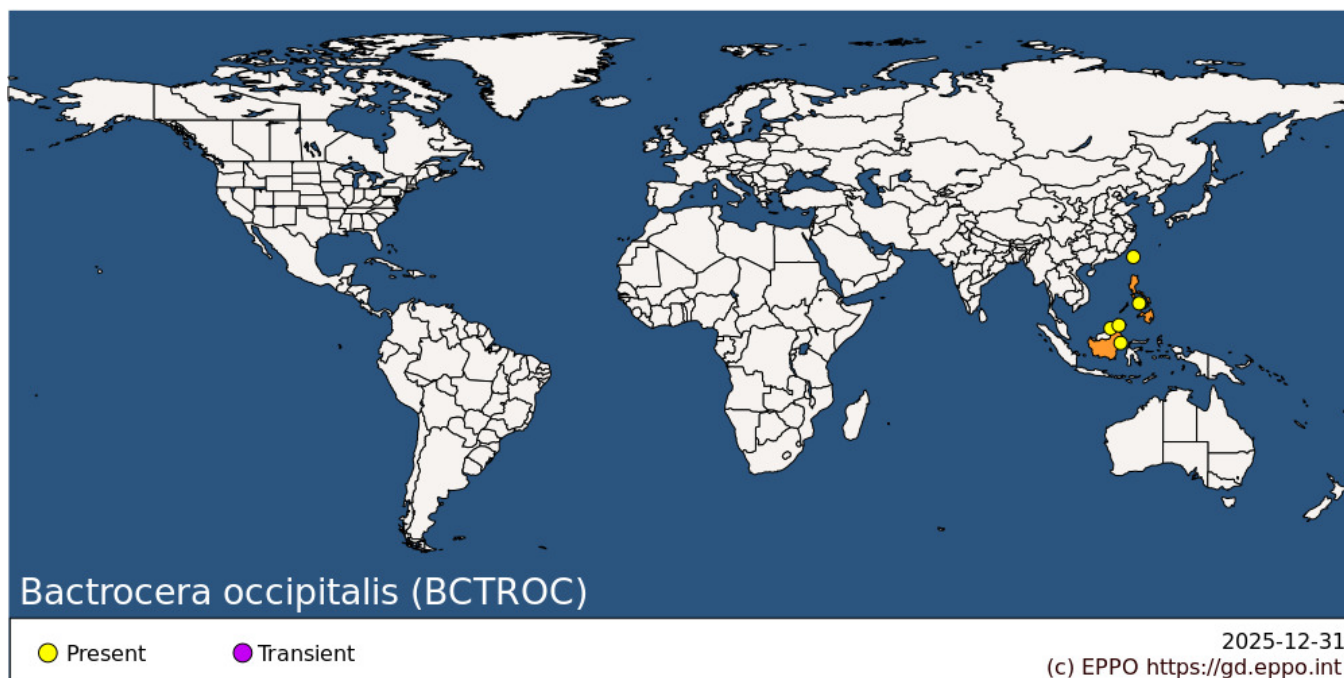 Bactrocera occipitalis (BCTROC)
Present
Transient
2025-12-31
(c) EPPO https://gd.eppo.int